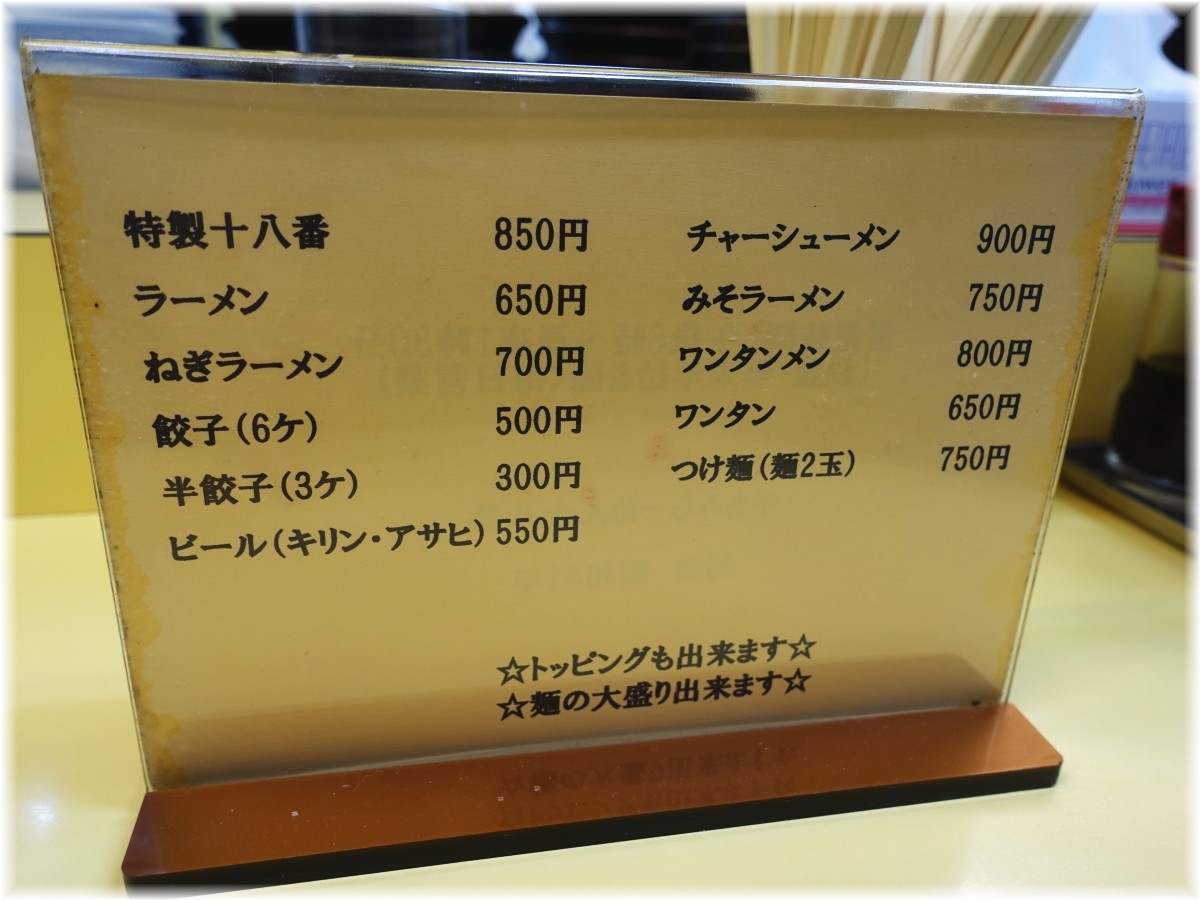 特製十八番 850円
ラーメン 650円
ねぎラーメン 700円
餃子(6ケ) 500円
半餃子(3ケ) 300円
ビール(キリン・アサヒ) 550円
チャーシューメン 900円
みそラーメン 750円
ワンタンメン 800円
ワンタン 650円
つけ麺(麺2玉) 750円
☆トッピングも出来ます☆
☆麺の大盛り出来ます☆